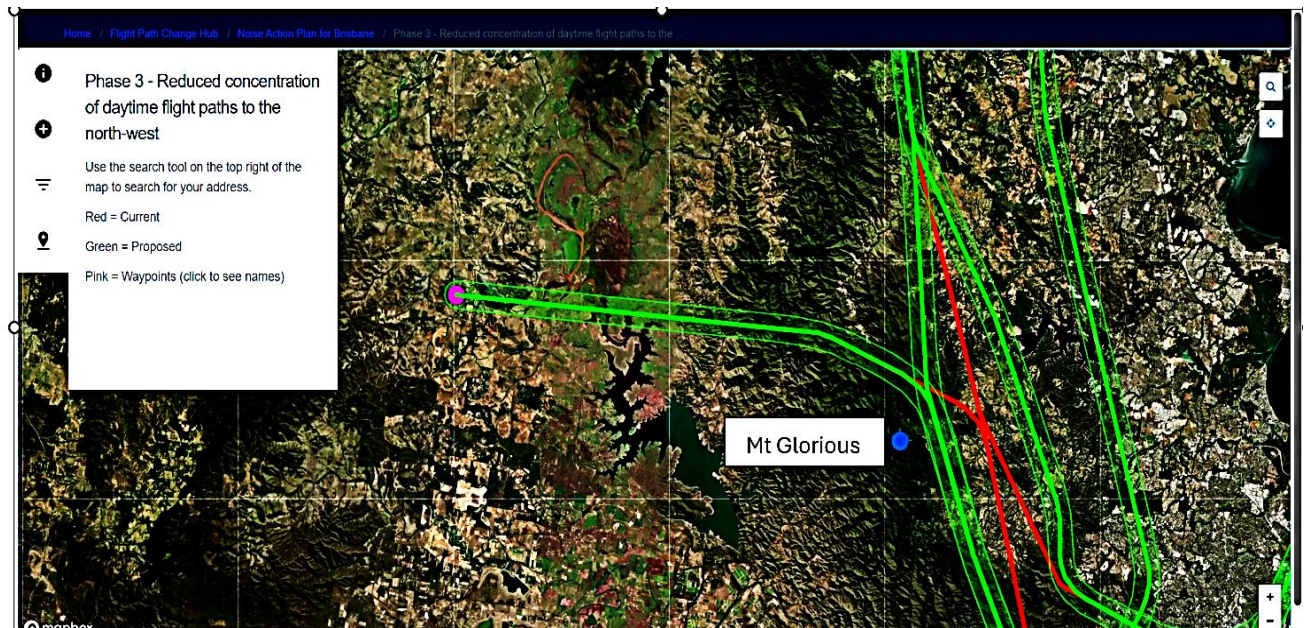 Home / Flight Path Change Hub / Noise Action Plan for Brisbane / Phase 3 - Reduced concentration of daytime flight paths to the ...
Phase 3 - Reduced concentration
of daytime flight paths to the
north-west
Use the search tool on the top right of the
map to search for your address.
Red = Current
Green = Proposed
Pink = Waypoints (click to see names)
Mt Glorious
+
-
mapbox